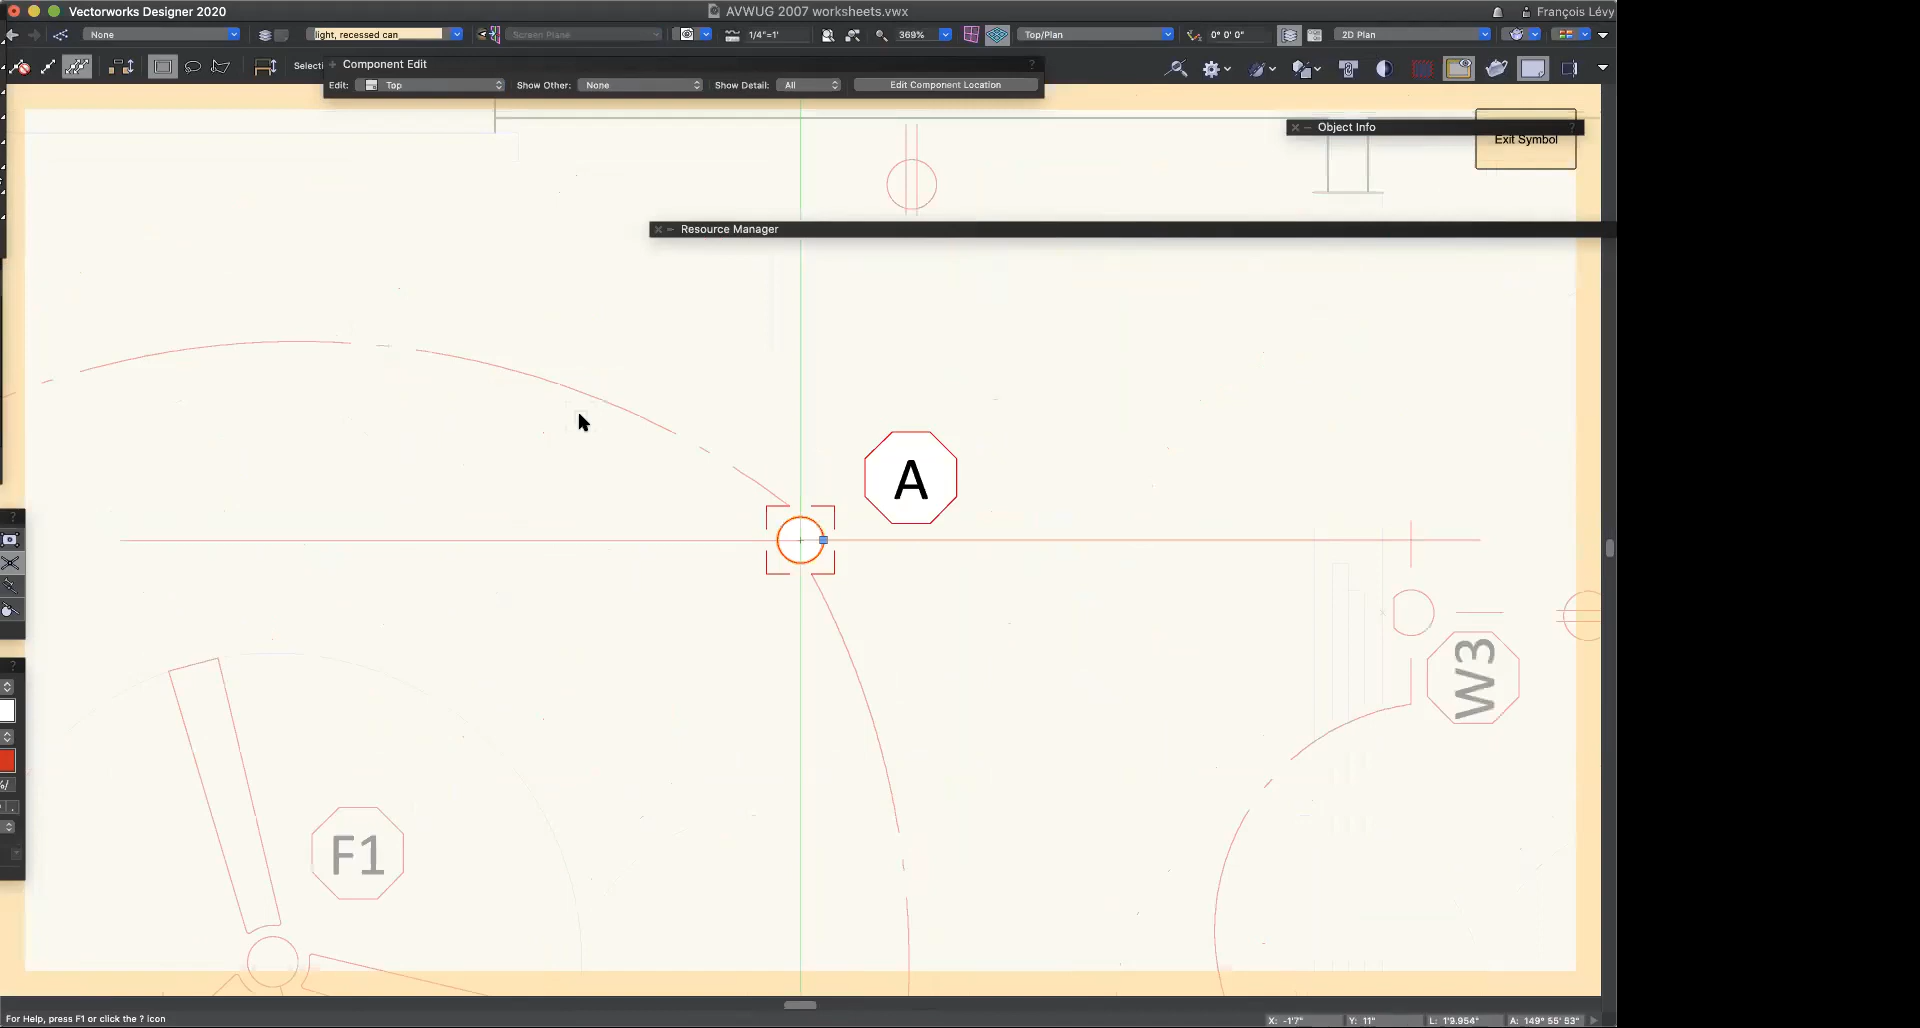 Vectorworks Designer 2020
AVWUG 2007 worksheets.vwx
François Lévy
None
light, recessed can
Screen Plane
1/4"=1'
369%
Top/Plan
0° 0' 0"
2D Plan
Selecti
Component Edit
?
Edit:
Top
Show Other:
None
Show Detail:
All
Edit Component Location
Object Info
?
Exit Symbol
Resource Manager
A
W3
F1
?
?
%/
For Help, press F1 or click the ? icon
X: -1'7"
Y: 11"
L: 1'9.954"
A: 149° 55' 53"